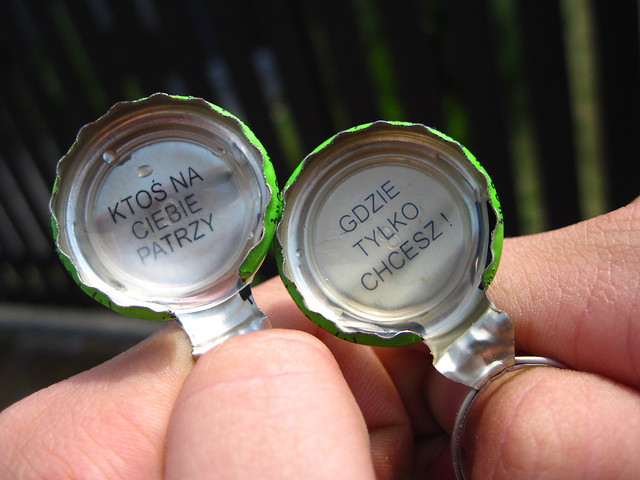 KTOŚ NA
CIEBIE
PATRZY
GDZIE
TYLKO
CHCESZ!